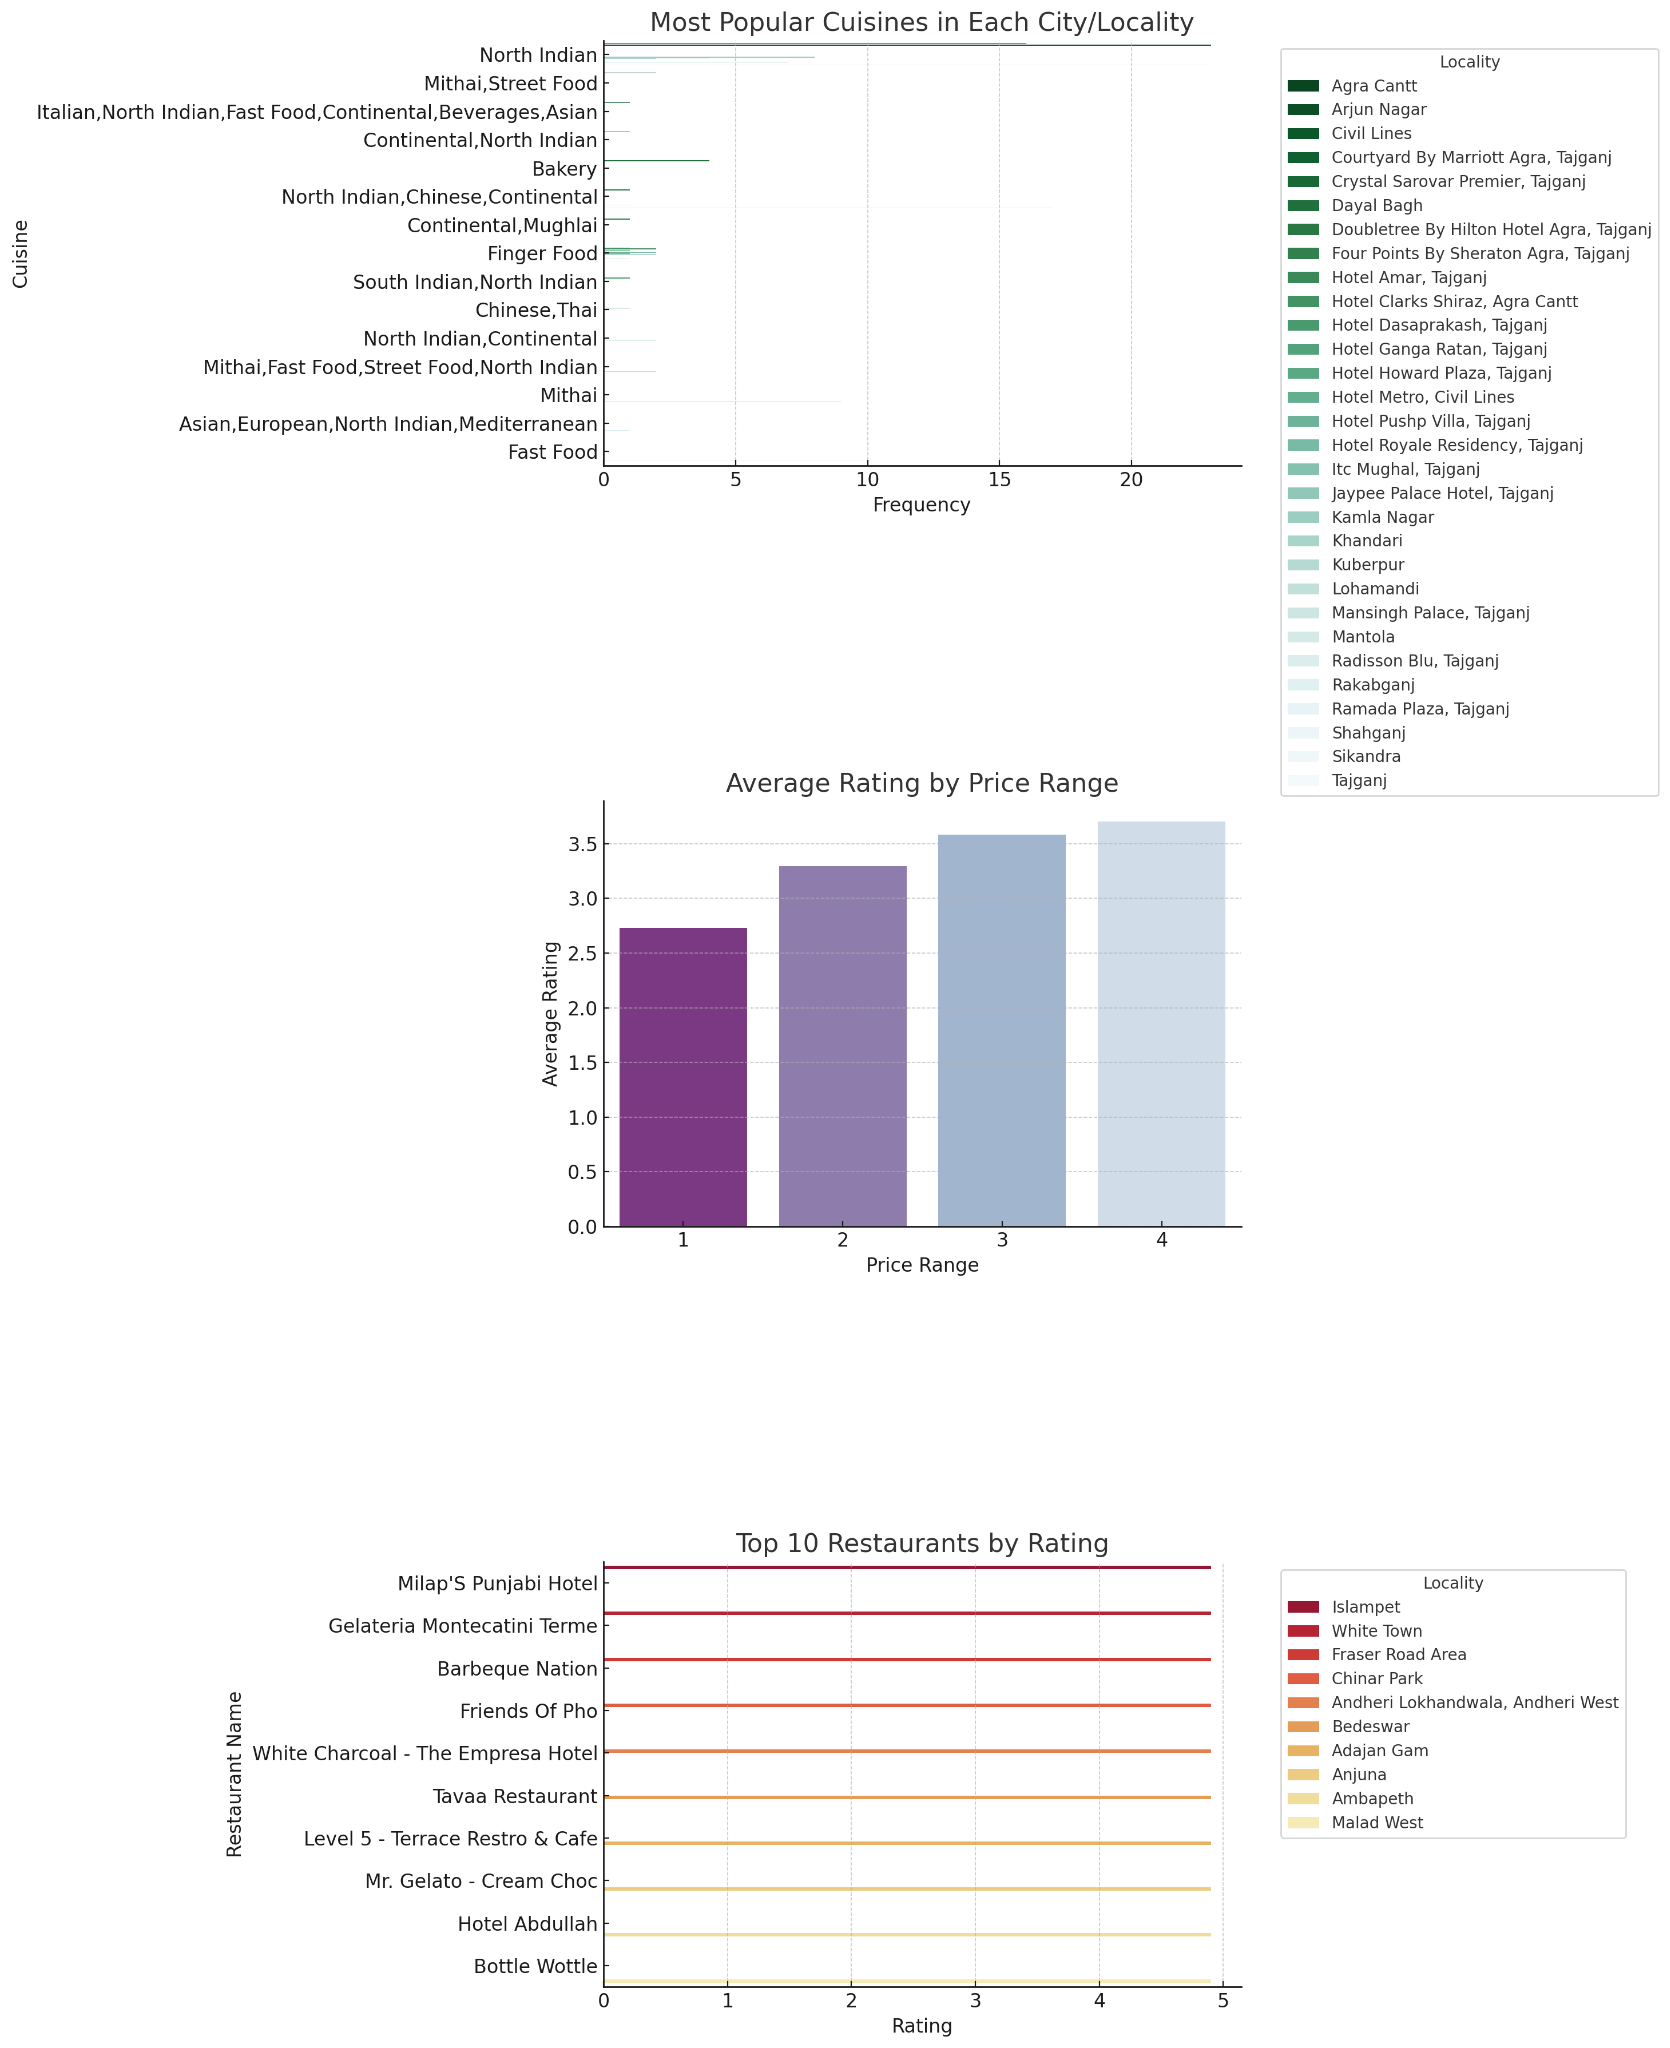 Most Popular Cuisines in Each City/Locality
Cuisine
North Indian
Mithai,Street Food
Italian,North Indian,Fast Food,Continental,Beverages,Asian
Continental,North Indian
Bakery
North Indian,Chinese,Continental
Continental,Mughlai
Finger Food
South Indian,North Indian
Chinese,Thai
North Indian,Continental
Mithai,Fast Food,Street Food,North Indian
Mithai
Asian,European,North Indian,Mediterranean
Fast Food
0 5 10 15 20
Frequency
Locality
Agra Cantt
Arjun Nagar
Civil Lines
Courtyard By Marriott Agra, Tajganj
Crystal Sarovar Premier, Tajganj
Dayal Bagh
Doubletree By Hilton Hotel Agra, Tajganj
Four Points By Sheraton Agra, Tajganj
Hotel Amar, Tajganj
Hotel Clarks Shiraz, Agra Cantt
Hotel Dasaprakash, Tajganj
Hotel Ganga Ratan, Tajganj
Hotel Howard Plaza, Tajganj
Hotel Metro, Civil Lines
Hotel Pushp Villa, Tajganj
Hotel Royale Residency, Tajganj
Itc Mughal, Tajganj
Jaypee Palace Hotel, Tajganj
Kamla Nagar
Khandari
Kuberpur
Lohamandi
Mansingh Palace, Tajganj
Mantola
Radisson Blu, Tajganj
Rakabganj
Ramada Plaza, Tajganj
Shahganj
Sikandra
Tajganj
Average Rating by Price Range
Average Rating
3.5
3.0
2.5
2.0
1.5
1.0
0.5
0.0
1 2 3 4
Price Range
Top 10 Restaurants by Rating
Restaurant Name
Milap'S Punjabi Hotel
Gelateria Montecatini Terme
Barbeque Nation
Friends Of Pho
White Charcoal - The Empresa Hotel
Tavaa Restaurant
Level 5 - Terrace Restro & Cafe
Mr. Gelato - Cream Choc
Hotel Abdullah
Bottle Wottle
0 1 2 3 4 5
Rating
Locality
Islampet
White Town
Fraser Road Area
Chinar Park
Andheri Lokhandwala, Andheri West
Bedeswar
Adajan Gam
Anjuna
Ambapeth
Malad West